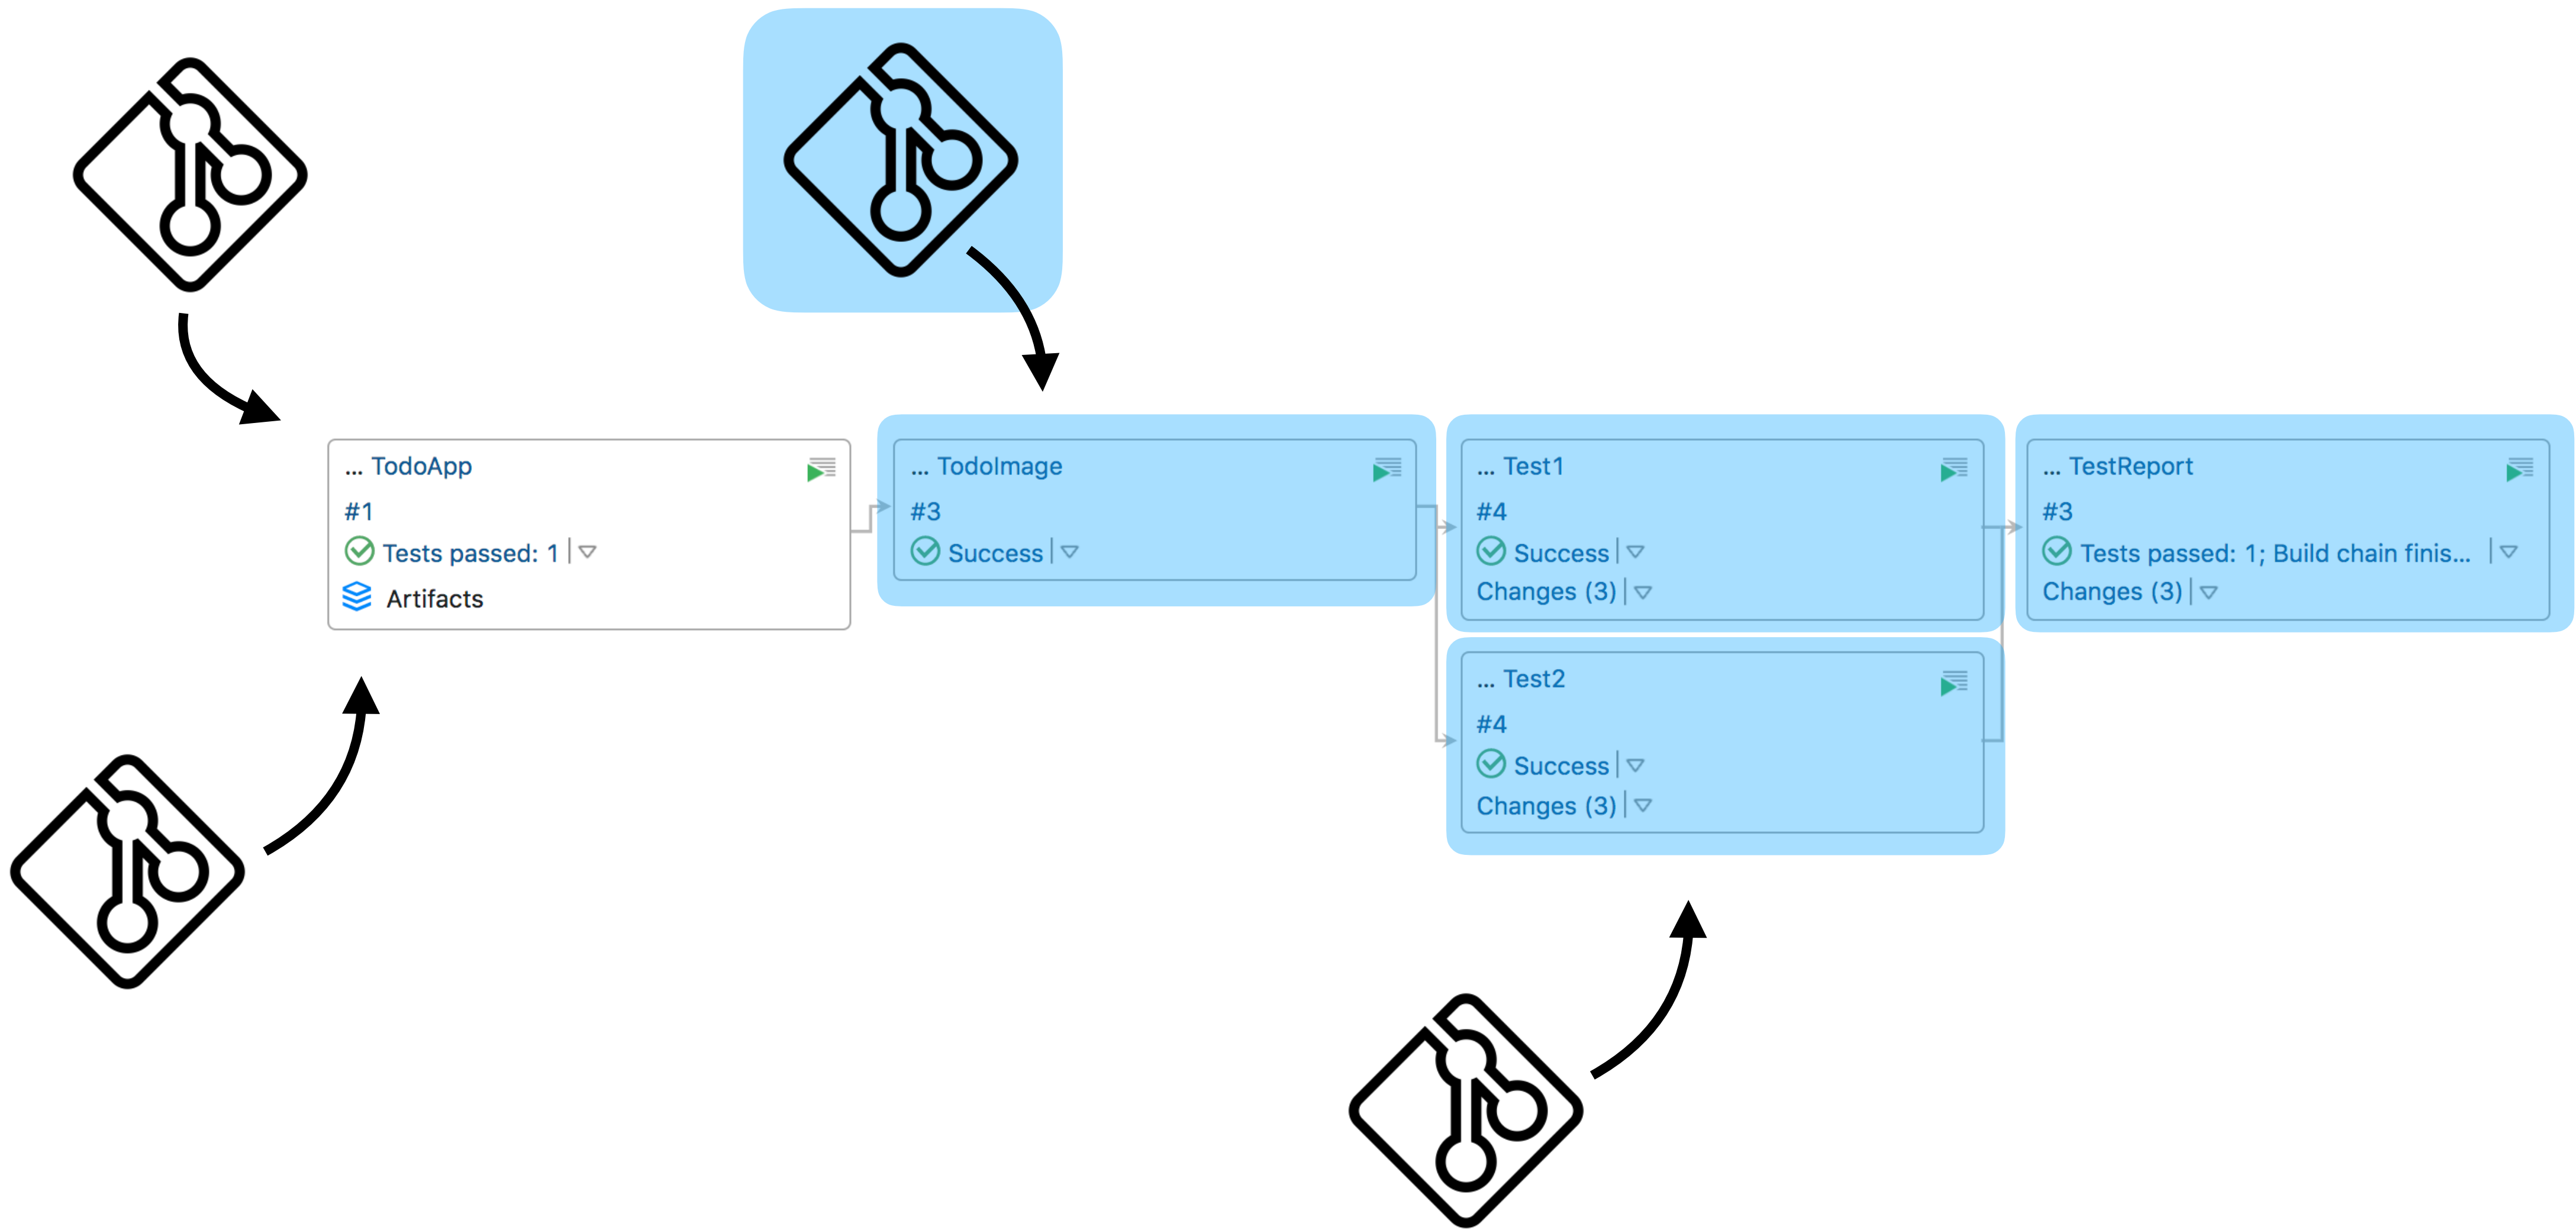 ... TodoApp
#1
Tests passed: 1
Artifacts
... TodoImage
#3
Success
... Test1
#4
Success
Changes (3)
... Test2
#4
Success
Changes (3)
... TestReport
#3
Tests passed: 1; Build chain finis...
Changes (3)